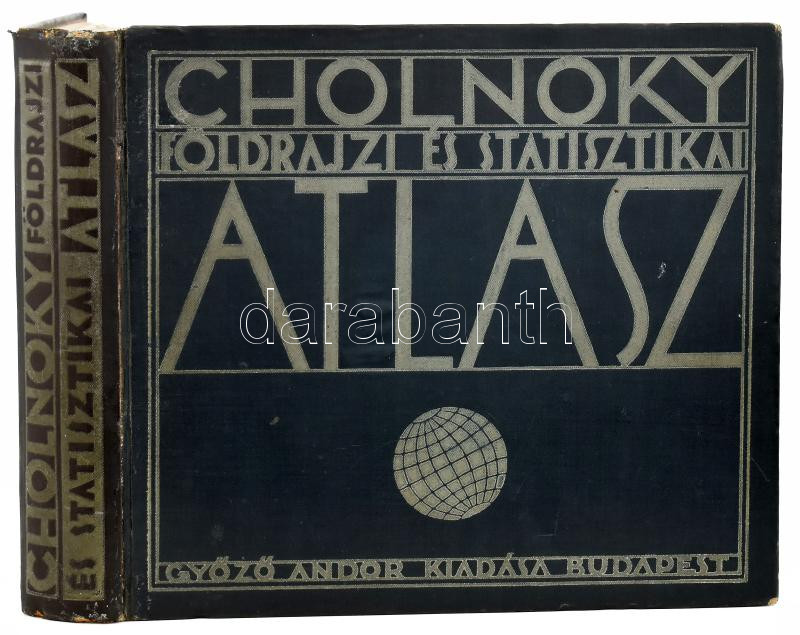 CHOLNOKY
FÖLDRAJZI ÉS STATISZTIKAI
ATLASZ
GYŐZŐ ANDOR KIADÁSA BUDAPEST
CHOLNOKY FÖLDRAJZI
ÉS STATISZTIKAI ATLASZ
darabanth